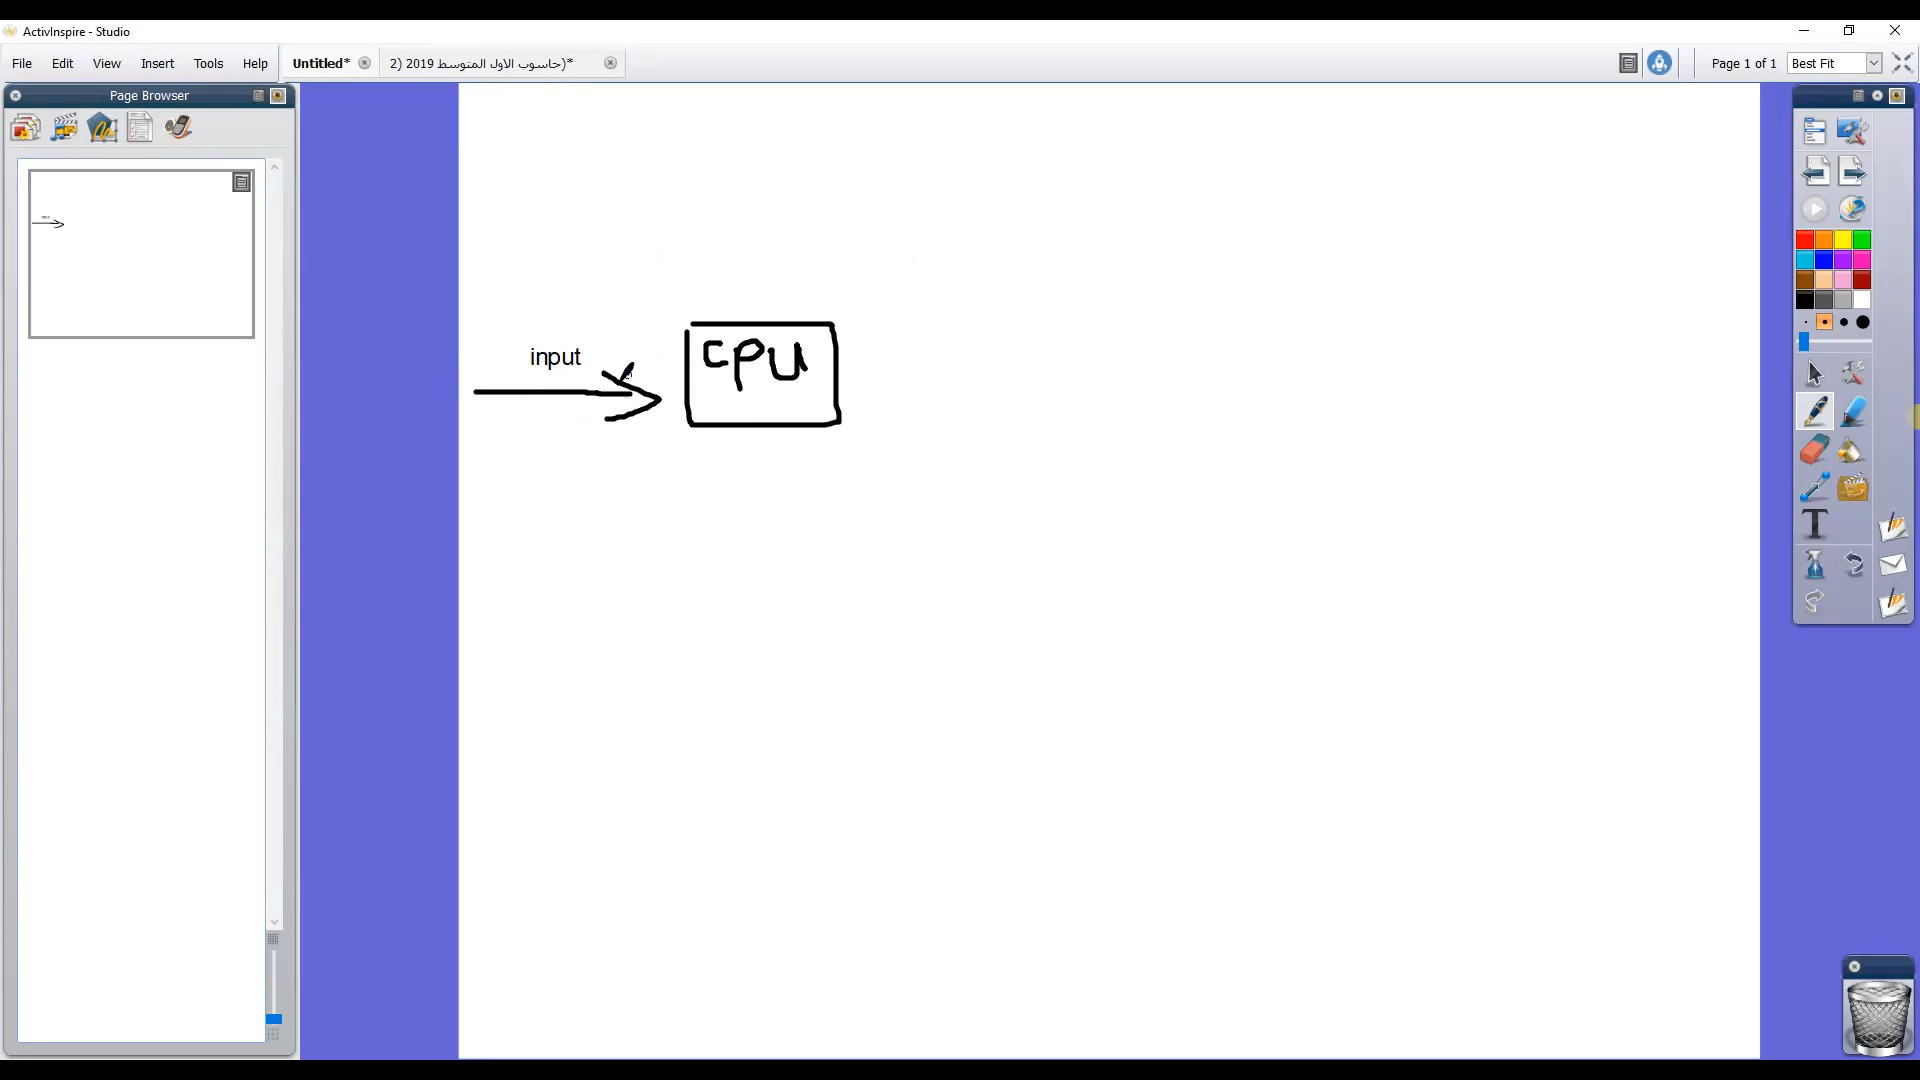 ActivInspire - Studio
File Edit View Insert Tools Help
Untitled*
2) حاسوب الاول المتوسط 2019)*
Page 1 of 1
Best Fit
Page Browser
input
cpu
T